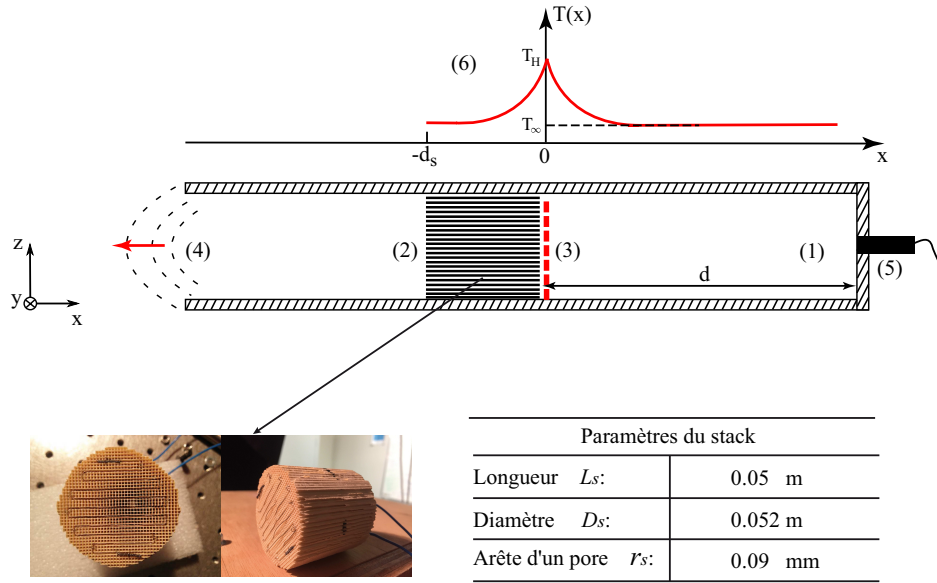 T(x)
(6)
T_H
T_∞
-d_s
0
x
z
(4)
(2)
(3)
(1)
y
(5)
d
x
Paramètres du stack
Longueur Ls: 0.05 m
Diamètre Ds: 0.052 m
Arête d'un pore rs: 0.09 mm